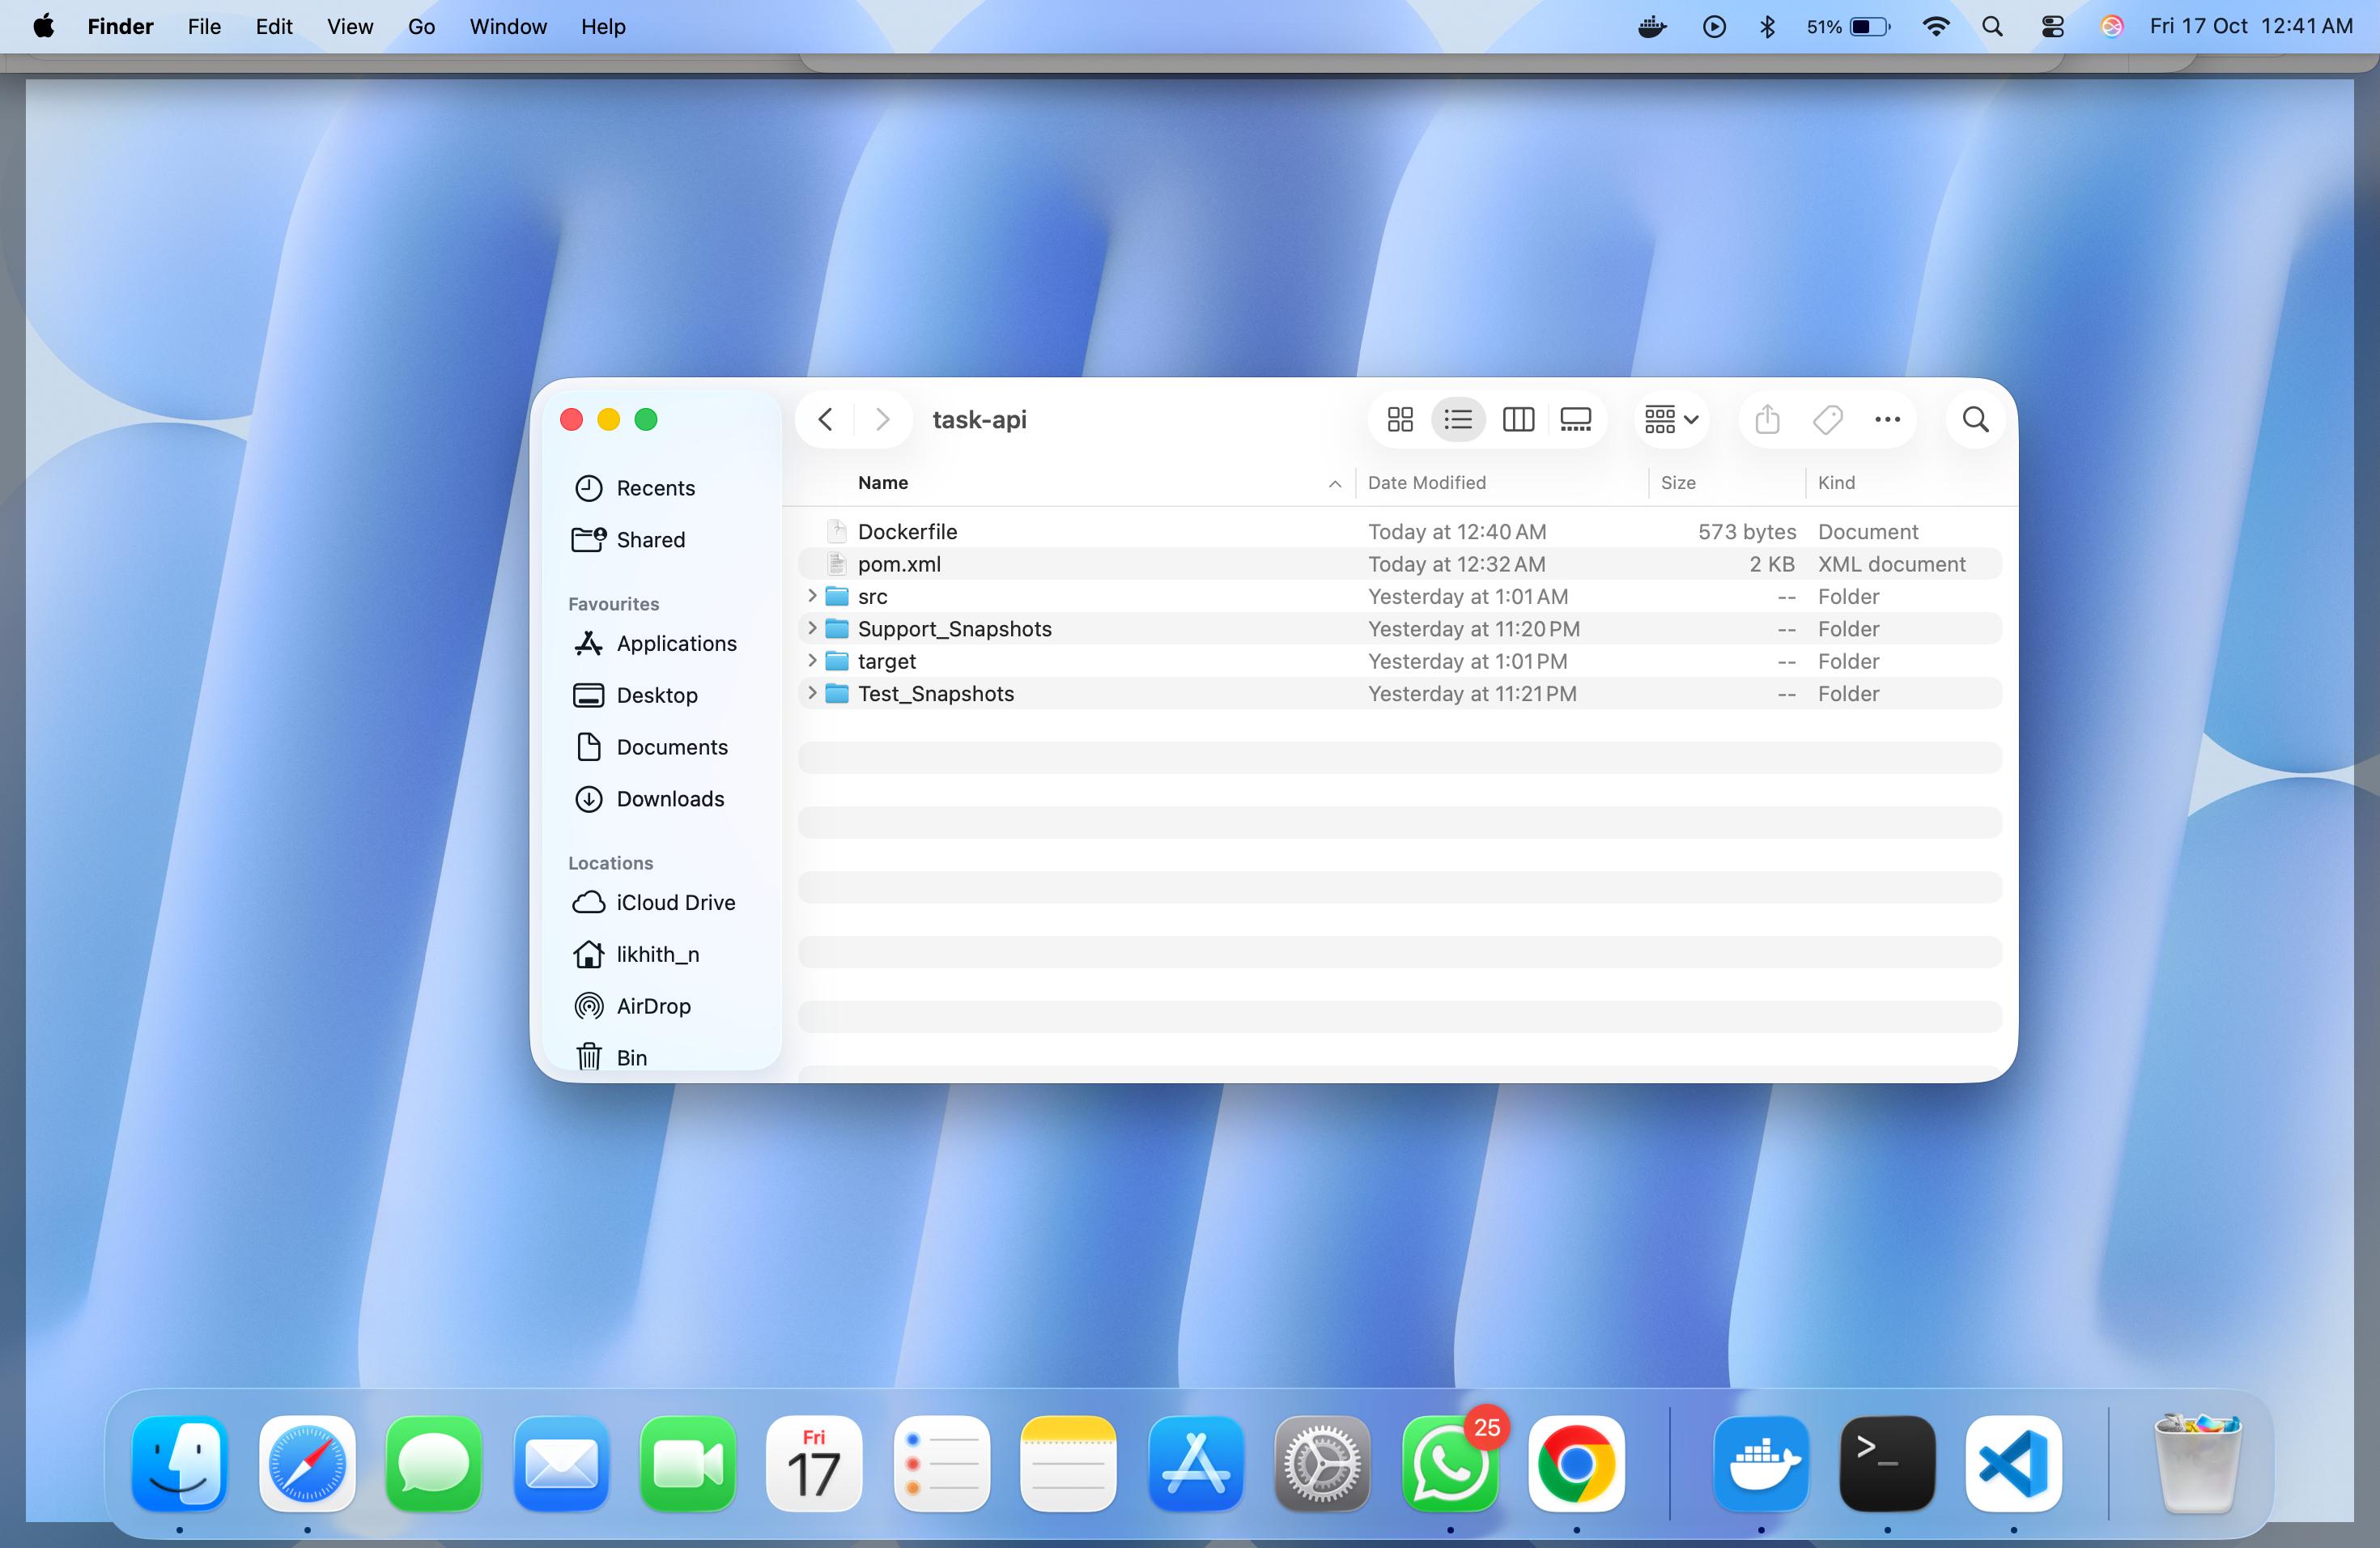 Finder File Edit View Go Window Help 51% Fri 17 Oct 12:41 AM
task-api
Recents
Shared
Favourites
Applications
Desktop
Documents
Downloads
Locations
iCloud Drive
likhith_n
AirDrop
Bin
Name Date Modified Size Kind
Dockerfile Today at 12:40 AM 573 bytes Document
pom.xml Today at 12:32 AM 2 KB XML document
src Yesterday at 1:01 AM -- Folder
Support_Snapshots Yesterday at 11:20 PM -- Folder
target Yesterday at 1:01 PM -- Folder
Test_Snapshots Yesterday at 11:21 PM -- Folder
Fri
17
25